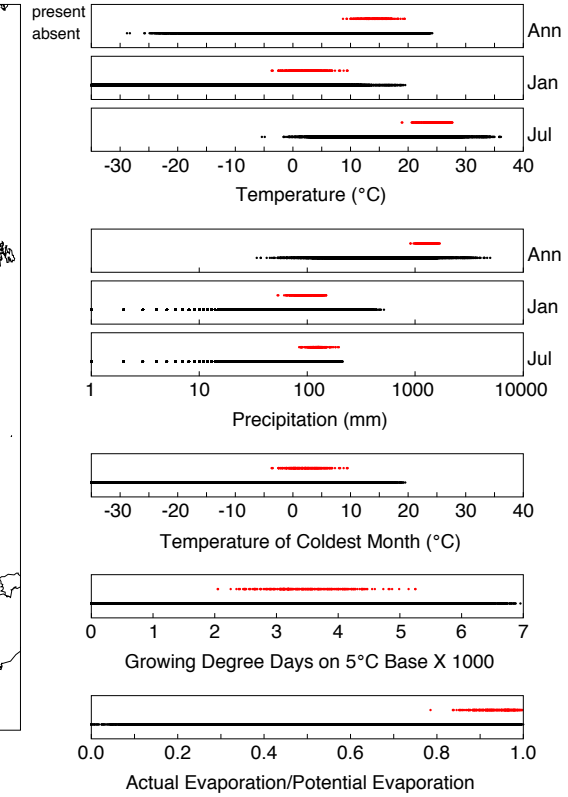 present
absent
Ann
Jan
Jul
-30 -20 -10 0 10 20 30 40
Temperature (°C)
Ann
Jan
Jul
1 10 100 1000 10000
Precipitation (mm)
-30 -20 -10 0 10 20 30 40
Temperature of Coldest Month (°C)
0 1 2 3 4 5 6 7
Growing Degree Days on 5°C Base X 1000
0.0 0.2 0.4 0.6 0.8 1.0
Actual Evaporation/Potential Evaporation